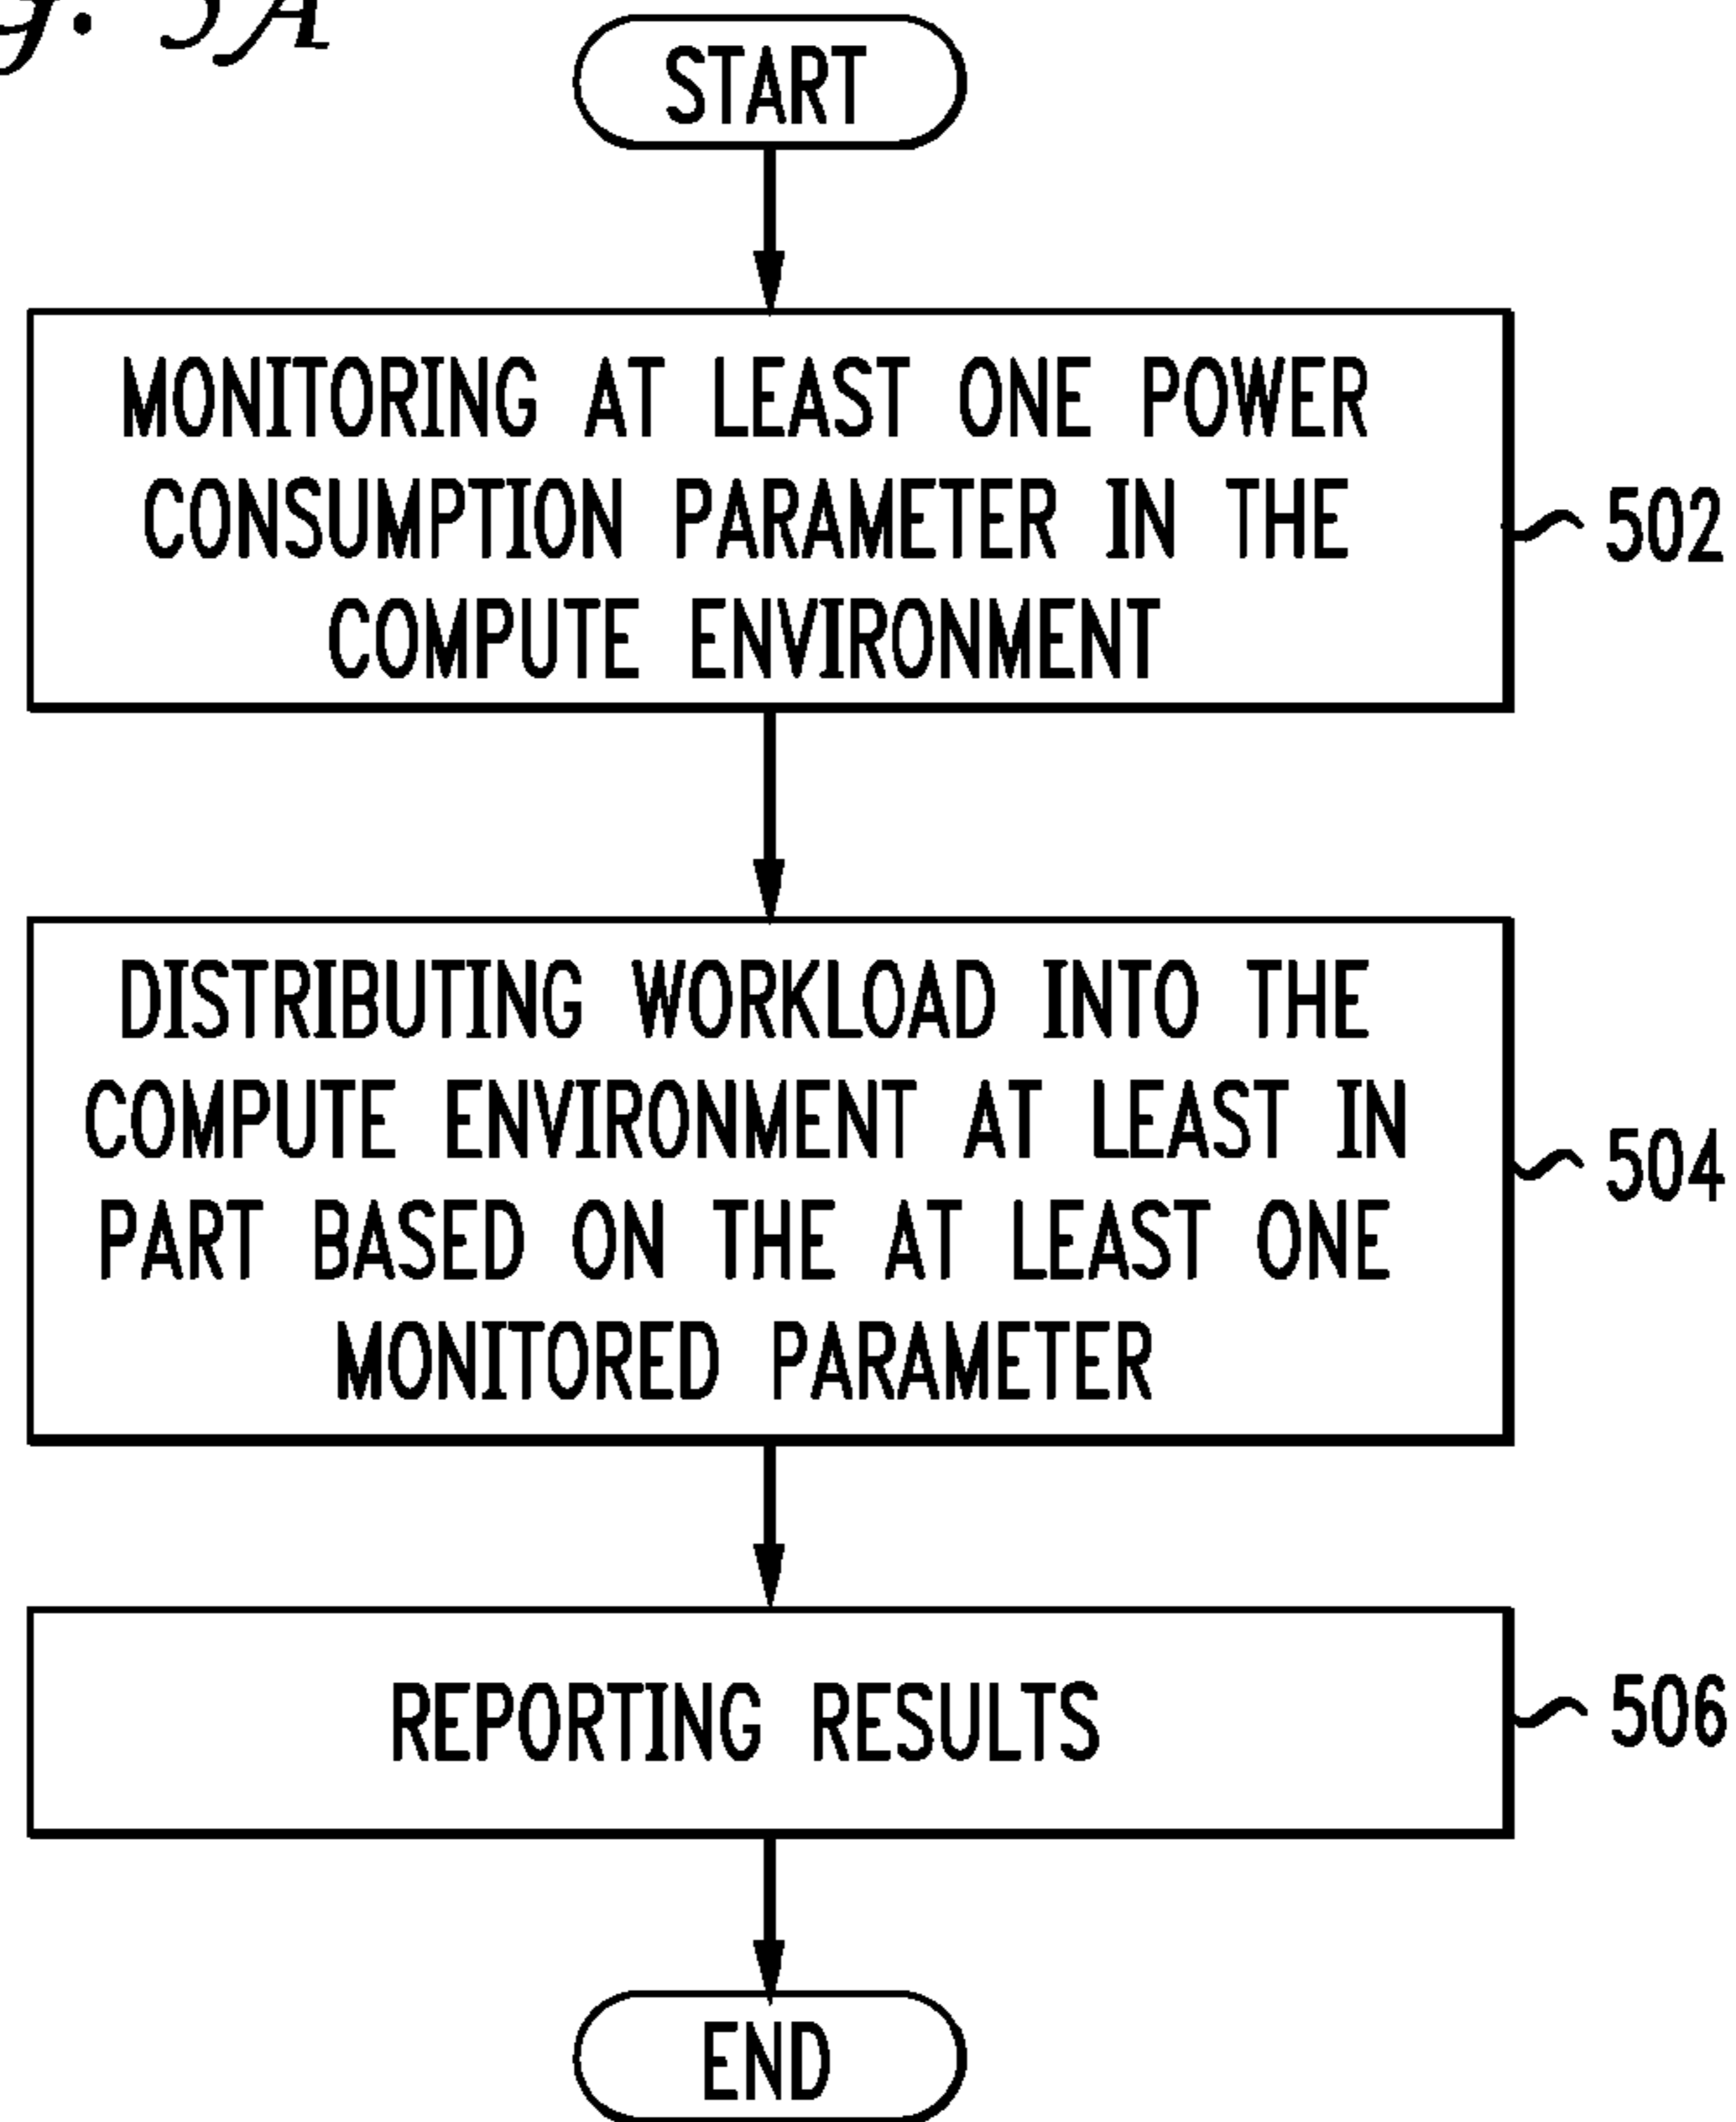 5A
START
MONITORING AT LEAST ONE POWER
CONSUMPTION PARAMETER IN THE
COMPUTE ENVIRONMENT
502
DISTRIBUTING WORKLOAD INTO THE
COMPUTE ENVIRONMENT AT LEAST IN
PART BASED ON THE AT LEAST ONE
MONITORED PARAMETER
504
REPORTING RESULTS
506
END